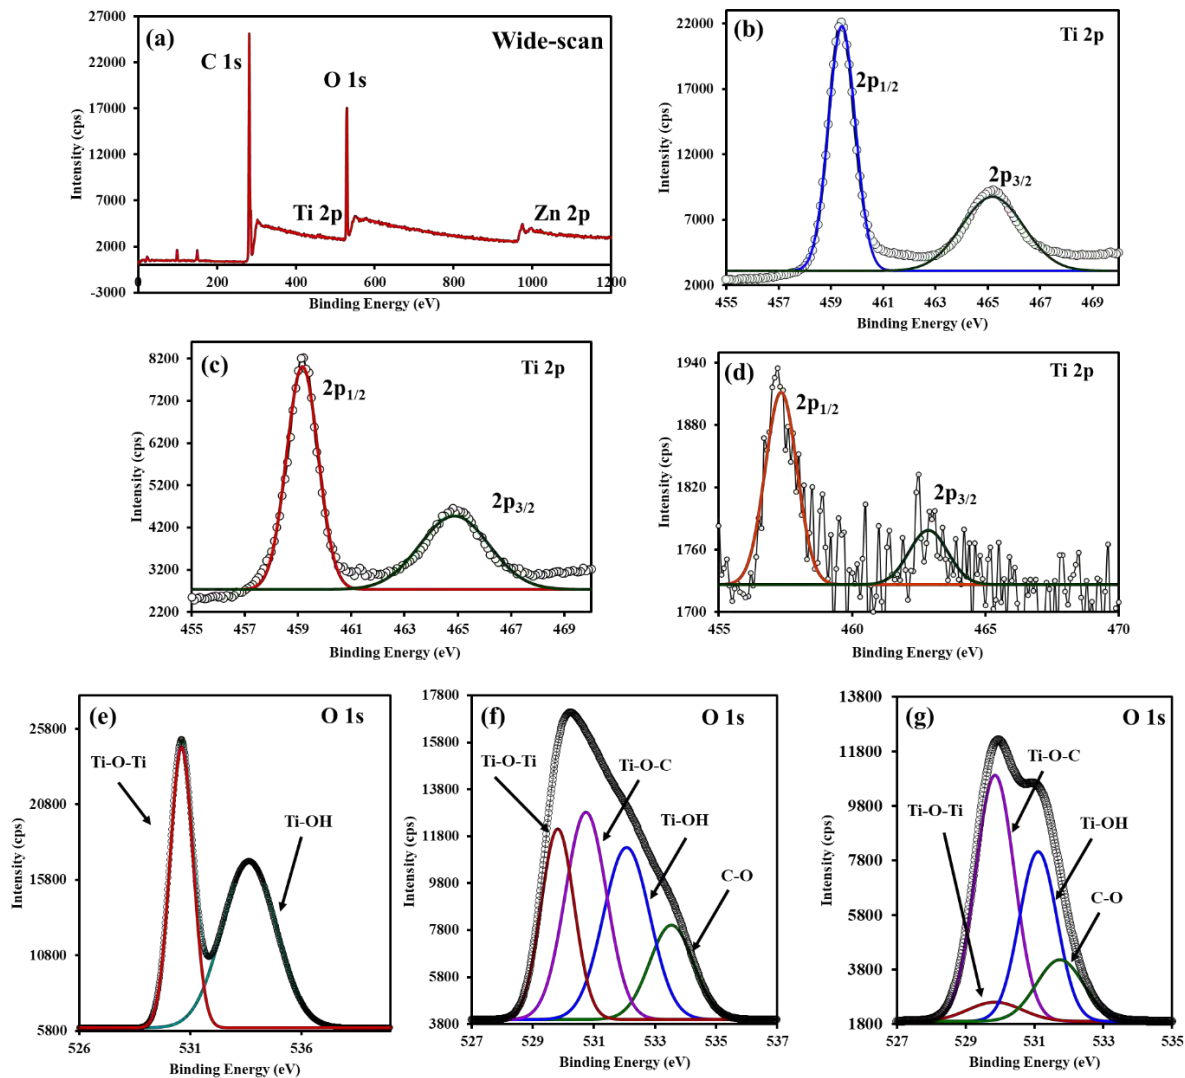 (a)
Wide-scan
C 1s
O 1s
Ti 2p
Zn 2p
27000
22000
17000
12000
7000
2000
-3000
0
200
400
600
800
1000
1200
Intensity (cps)
Binding Energy (eV)
(b)
Ti 2p
2p1/2
2p3/2
22000
17000
12000
7000
2000
455
457
459
461
463
465
467
469
Intensity (cps)
Binding Energy (eV)
(c)
Ti 2p
2p1/2
2p3/2
8200
7200
6200
5200
4200
3200
2200
455
457
459
461
463
465
467
469
Intensity (cps)
Binding Energy (eV)
(d)
Ti 2p
2p1/2
2p3/2
1940
1880
1820
1760
1700
455
460
465
470
Intensity (cps)
Binding Energy (eV)
(e)
O 1s
Ti-O-Ti
Ti-OH
25800
20800
15800
10800
5800
526
531
536
Intensity (cps)
Binding Energy (eV)
(f)
O 1s
Ti-O-Ti
Ti-O-C
Ti-OH
C-O
17800
15800
13800
11800
9800
7800
5800
3800
527
529
531
533
535
537
Intensity (cps)
Binding Energy (eV)
(g)
O 1s
Ti-O-C
Ti-O-Ti
Ti-OH
C-O
13800
11800
9800
7800
5800
3800
1800
527
529
531
533
535
Intensity (cps)
Binding Energy (eV)